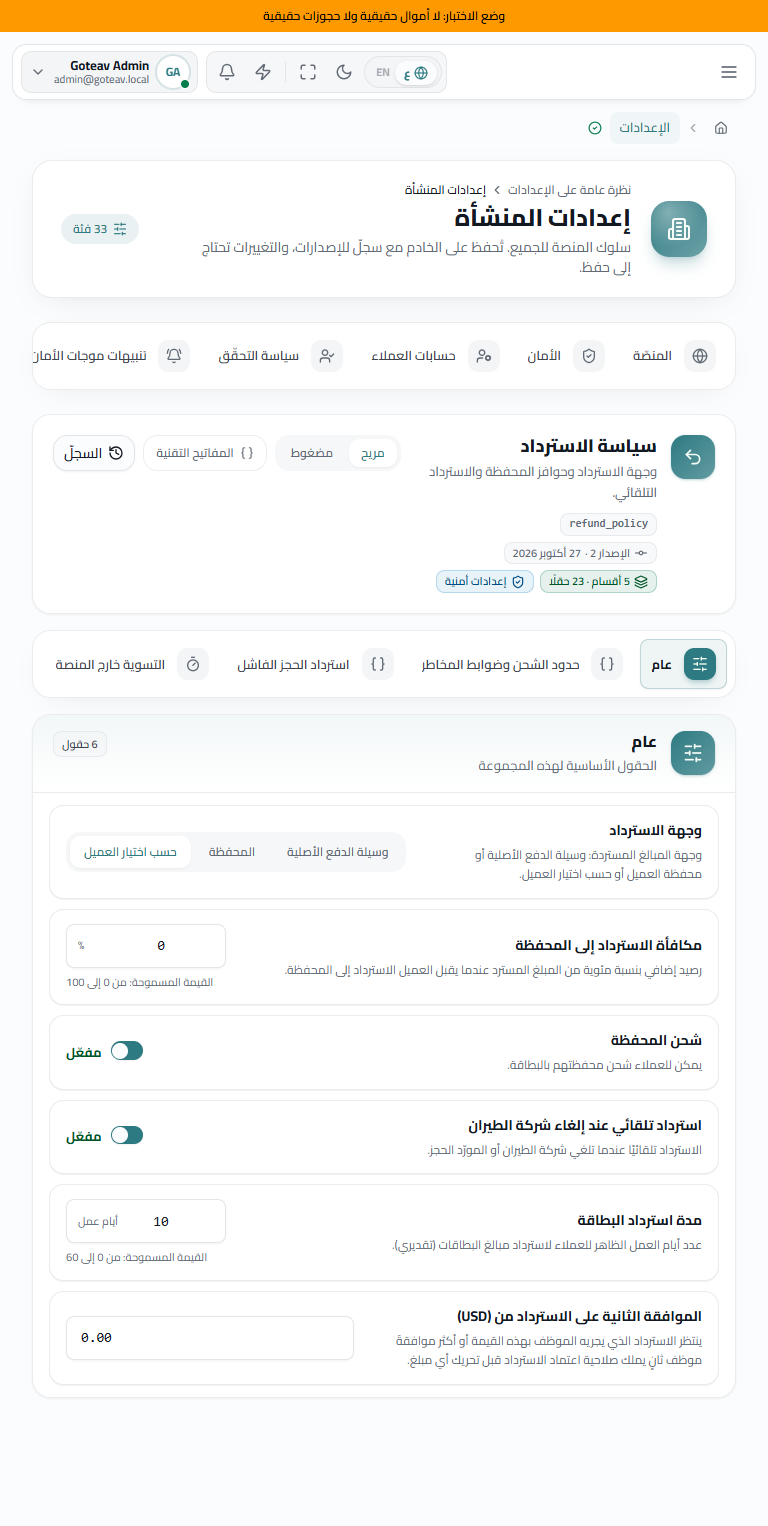 وضع الاختبار: لا أموال حقيقية ولا حجوزات حقيقية
ع EN
GA Goteav Admin
admin@goteav.local
الإعدادات
نظرة عامة على الإعدادات
إعدادات المنشأة
إعدادات المنشأة
33 فئة
سلوك المنصة للجميع. تُحفظ على الخادم مع سجلّ للإصدارات، والتغييرات تحتاج
إلى حفظ.
المنصّة
الأمان
حسابات العملاء
سياسة التحقّق
تنبيهات موجات الأمان
سياسة الاسترداد
وجهة الاسترداد وحوافز المحفظة والاسترداد
التلقائي.
مريح
مضغوط
المفاتيح التقنية
السجلّ
refund_policy
الإصدار 2 · 27 أكتوبر 2026
5 أقسام · 23 حقلًا
إعدادات أمنية
عام
حدود الشحن وضوابط المخاطر
استرداد الحجز الفاشل
التسوية خارج المنصة
عام
الحقول الأساسية لهذه المجموعة
6 حقول
وجهة الاسترداد
وجهة المبالغ المستردة: وسيلة الدفع الأصلية أو
محفظة العميل أو حسب اختيار العميل.
وسيلة الدفع الأصلية
المحفظة
حسب اختيار العميل
مكافأة الاسترداد إلى المحفظة
رصيد إضافي بنسبة مئوية من المبلغ المسترد عندما يقبل العميل الاسترداد إلى المحفظة.
0 %
القيمة المسموحة: من 0 إلى 100
شحن المحفظة
يمكن للعملاء شحن محفظتهم بالبطاقة.
مفعّل
استرداد تلقائي عند إلغاء شركة الطيران
الاسترداد تلقائيًا عندما تلغي شركة الطيران أو المورّد الحجز.
مفعّل
مدة استرداد البطاقة
عدد أيام العمل الظاهر للعملاء لاسترداد مبالغ البطاقات (تقديري).
10 أيام عمل
القيمة المسموحة: من 0 إلى 60
الموافقة الثانية على الاسترداد من (USD)
ينتظر الاسترداد الذي يجريه الموظف بهذه القيمة أو أكثر موافقةَ
موظف ثانٍ يملك صلاحية اعتماد الاسترداد قبل تحريك أي مبلغ.
0.00